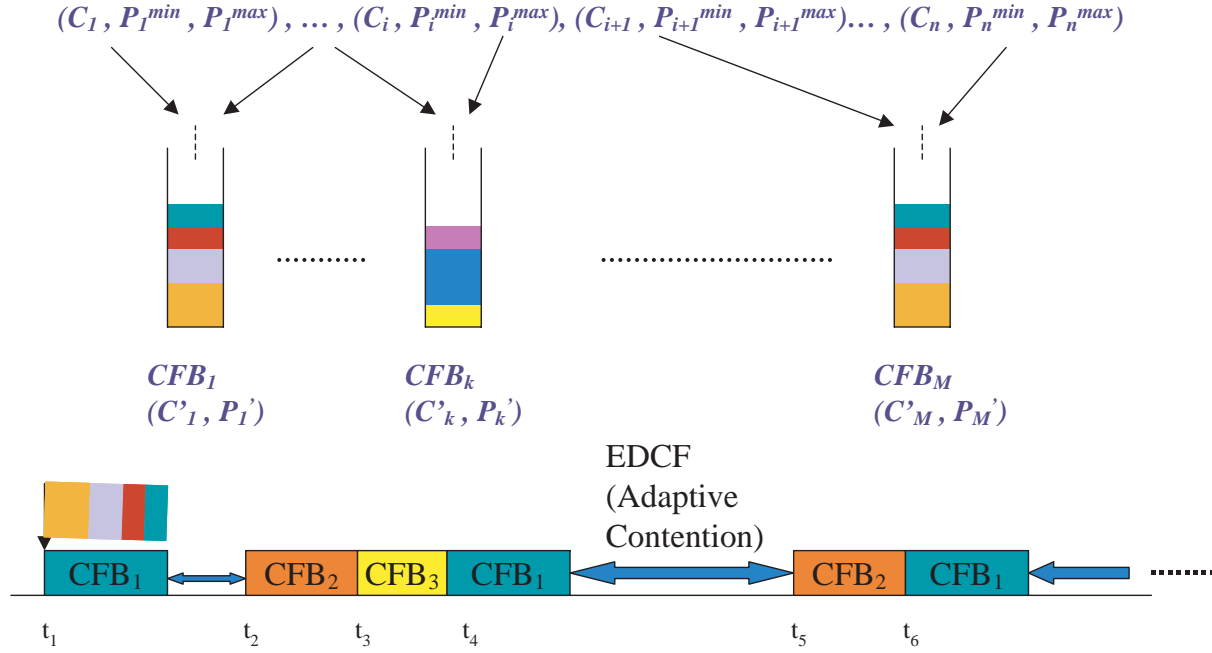 (C1 , P1min , P1max) , … , (Ci , Pimin , Pimax), (Ci+1 , Pi+1min , Pi+1max)… , (Cn , Pnmin , Pnmax)
CFB1 CFBk CFBM
(C’1 , P1’) (C’k , Pk’) (C’M , PM’)
EDCF
(Adaptive
Contention)
CFB1 CFB2 CFB3 CFB1 CFB2 CFB1
t1 t2 t3 t4 t5 t6